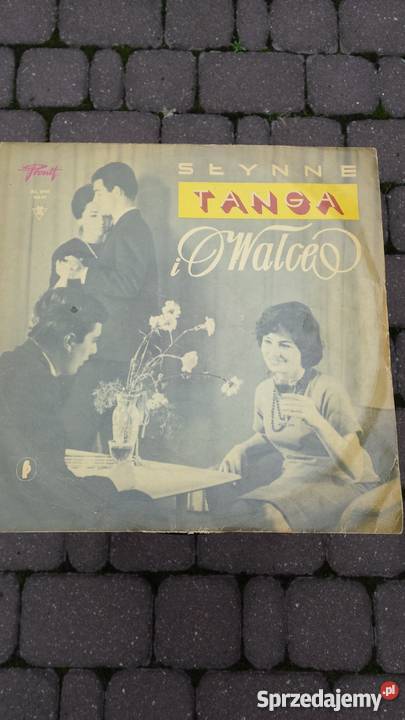 Pronit
SŁYNNE
TANGA
i Walce
Sprzedajemy.pl